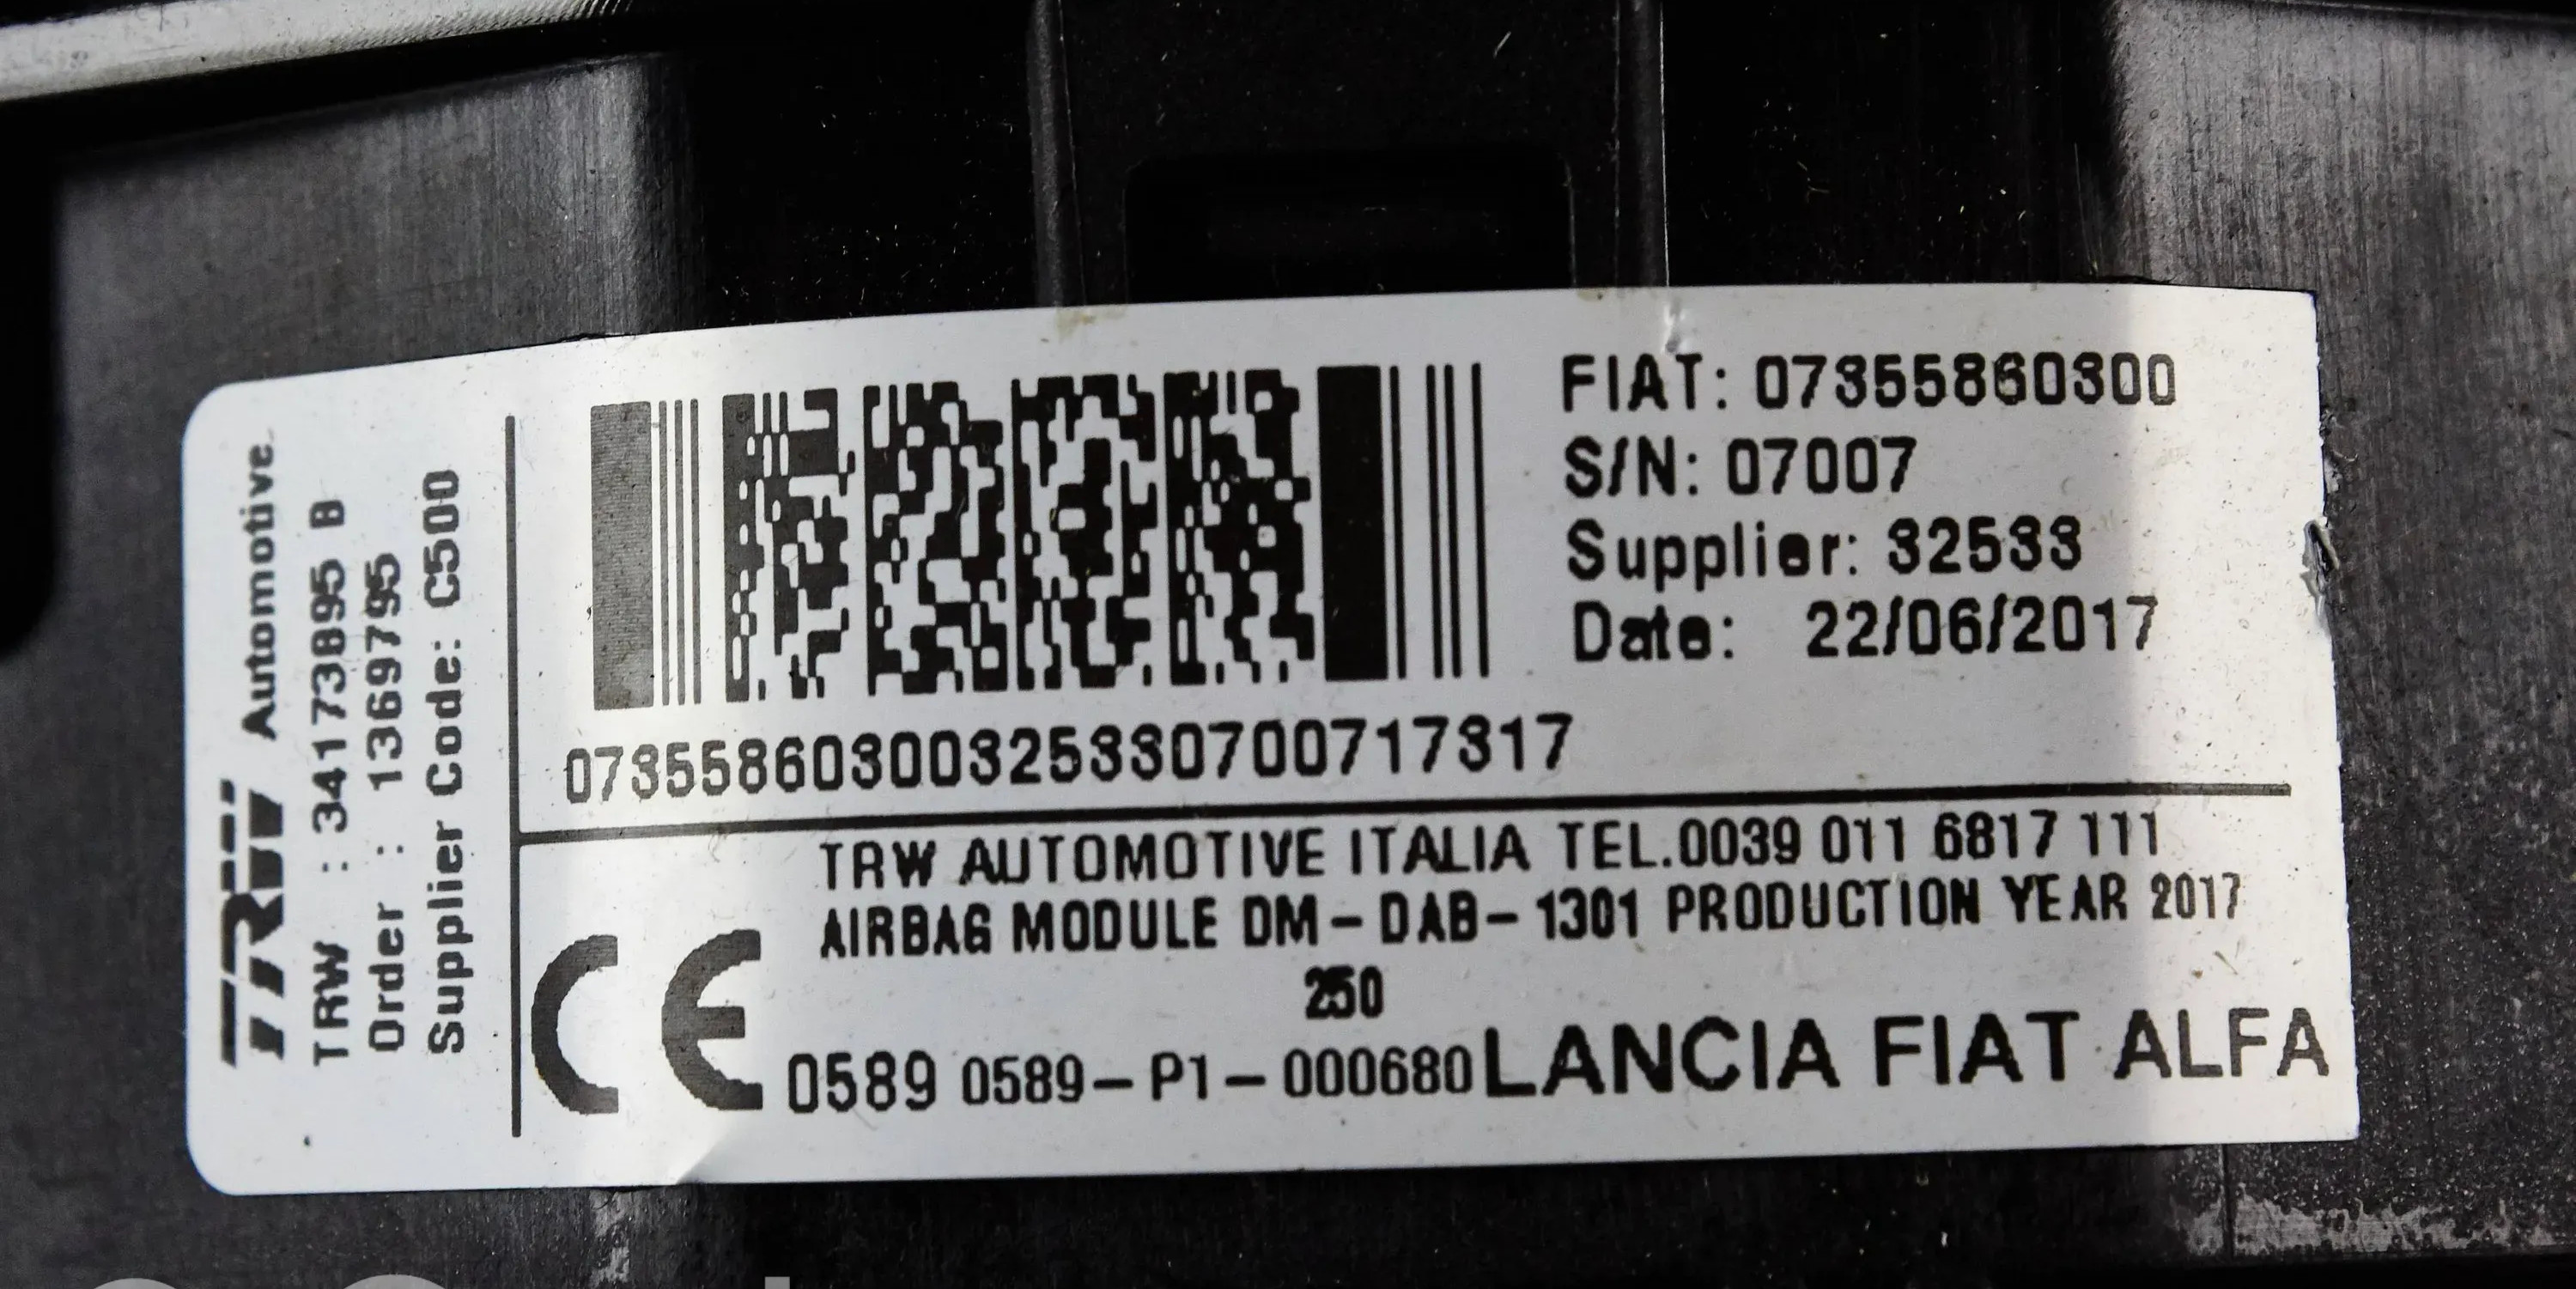 TRW Automotive
TRW : 34173895 B
Order : 1369795
Supplier Code: C500
FIAT: 07355860300
S/N: 07007
Supplier: 32533
Date: 22/06/2017
07355860300325330700717317
TRW AUTOMOTIVE ITALIA TEL.0039 011 6817 111
AIRBAG MODULE DM-DAB-1301 PRODUCTION YEAR 2017
250
CE 0589 0589-P1-000680 LANCIA FIAT ALFA